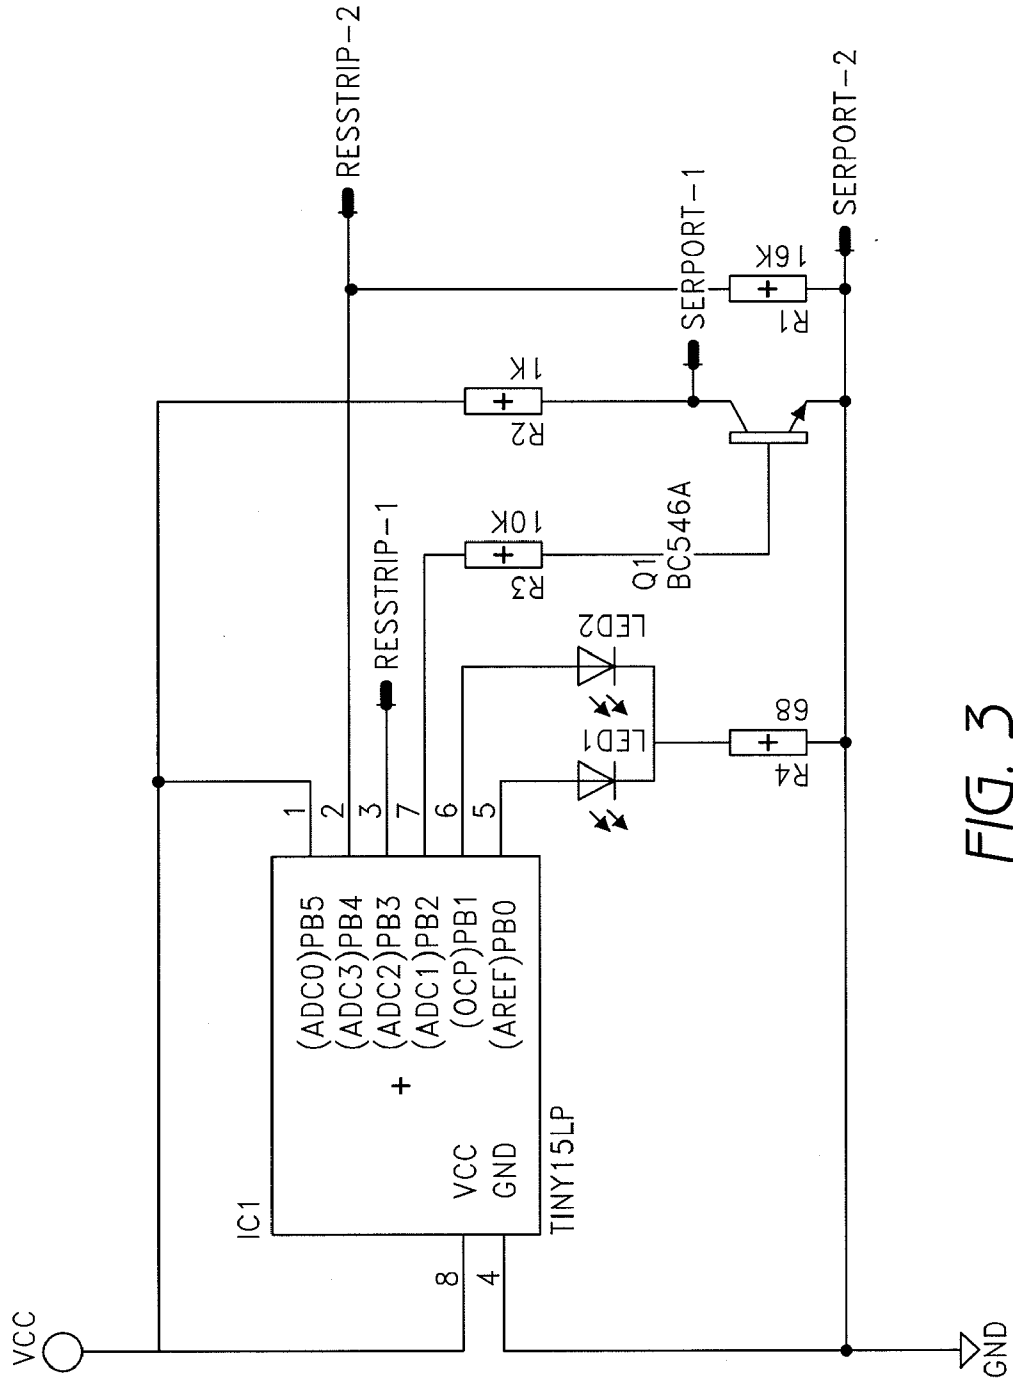 VCC
GND
IC1
TINY15LP
VCC
GND
8
4
(ADC0)PB5
(ADC3)PB4
(ADC2)PB3
(ADC1)PB2
(OCP)PB1
(AREF)PB0
1
2
3
7
6
5
LED1
LED2
R4
68
RESSTRIP-1
R3
10K
Q1
BC546A
R2
1K
SERPORT-1
R1
16K
RESSTRIP-2
SERPORT-2
FIG. 3